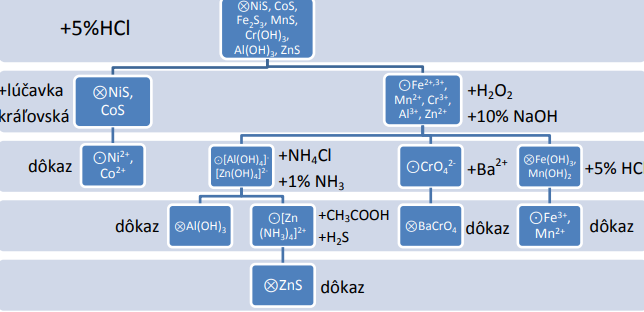 +5%HCl
⊗NiS, CoS,
Fe₂S₃, MnS,
Cr(OH)₃,
Al(OH)₃, ZnS
+lúčavka
kráľovská
⊗NiS,
CoS
⊙Fe²⁺,³⁺,
Mn²⁺, Cr³⁺,
Al³⁺, Zn²⁺
+H₂O₂
+10% NaOH
dôkaz
⊙Ni²⁺,
Co²⁺
⊙[Al(OH)₄]⁻
[Zn(OH)₄]²⁻
+NH₄Cl
+1% NH₃
⊙CrO₄²⁻
+Ba²⁺
⊗Fe(OH)₃,
Mn(OH)₂
+5% HC
dôkaz
⊗Al(OH)₃
⊙[Zn
(NH₃)₄]²⁺
+CH₃COOH
+H₂S
⊗BaCrO₄
dôkaz
⊙Fe³⁺,
Mn²⁺
dôkaz
⊗ZnS
dôkaz